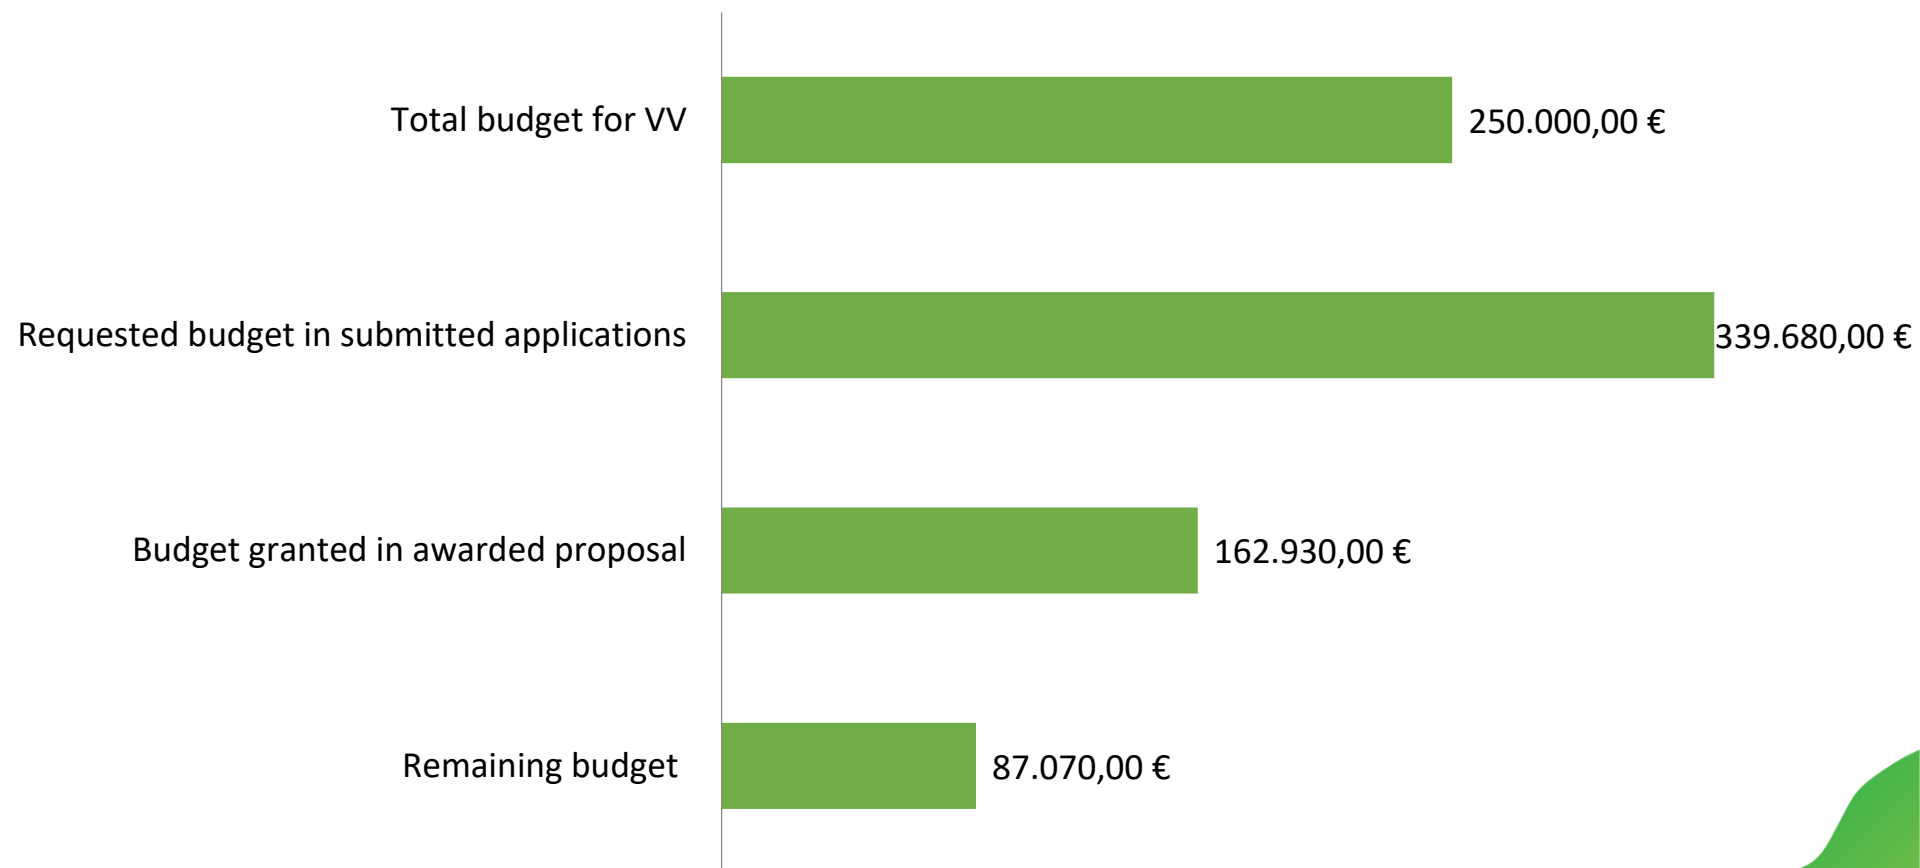 Total budget for VV
250.000,00 €
Requested budget in submitted applications
339.680,00 €
Budget granted in awarded proposal
162.930,00 €
Remaining budget
87.070,00 €